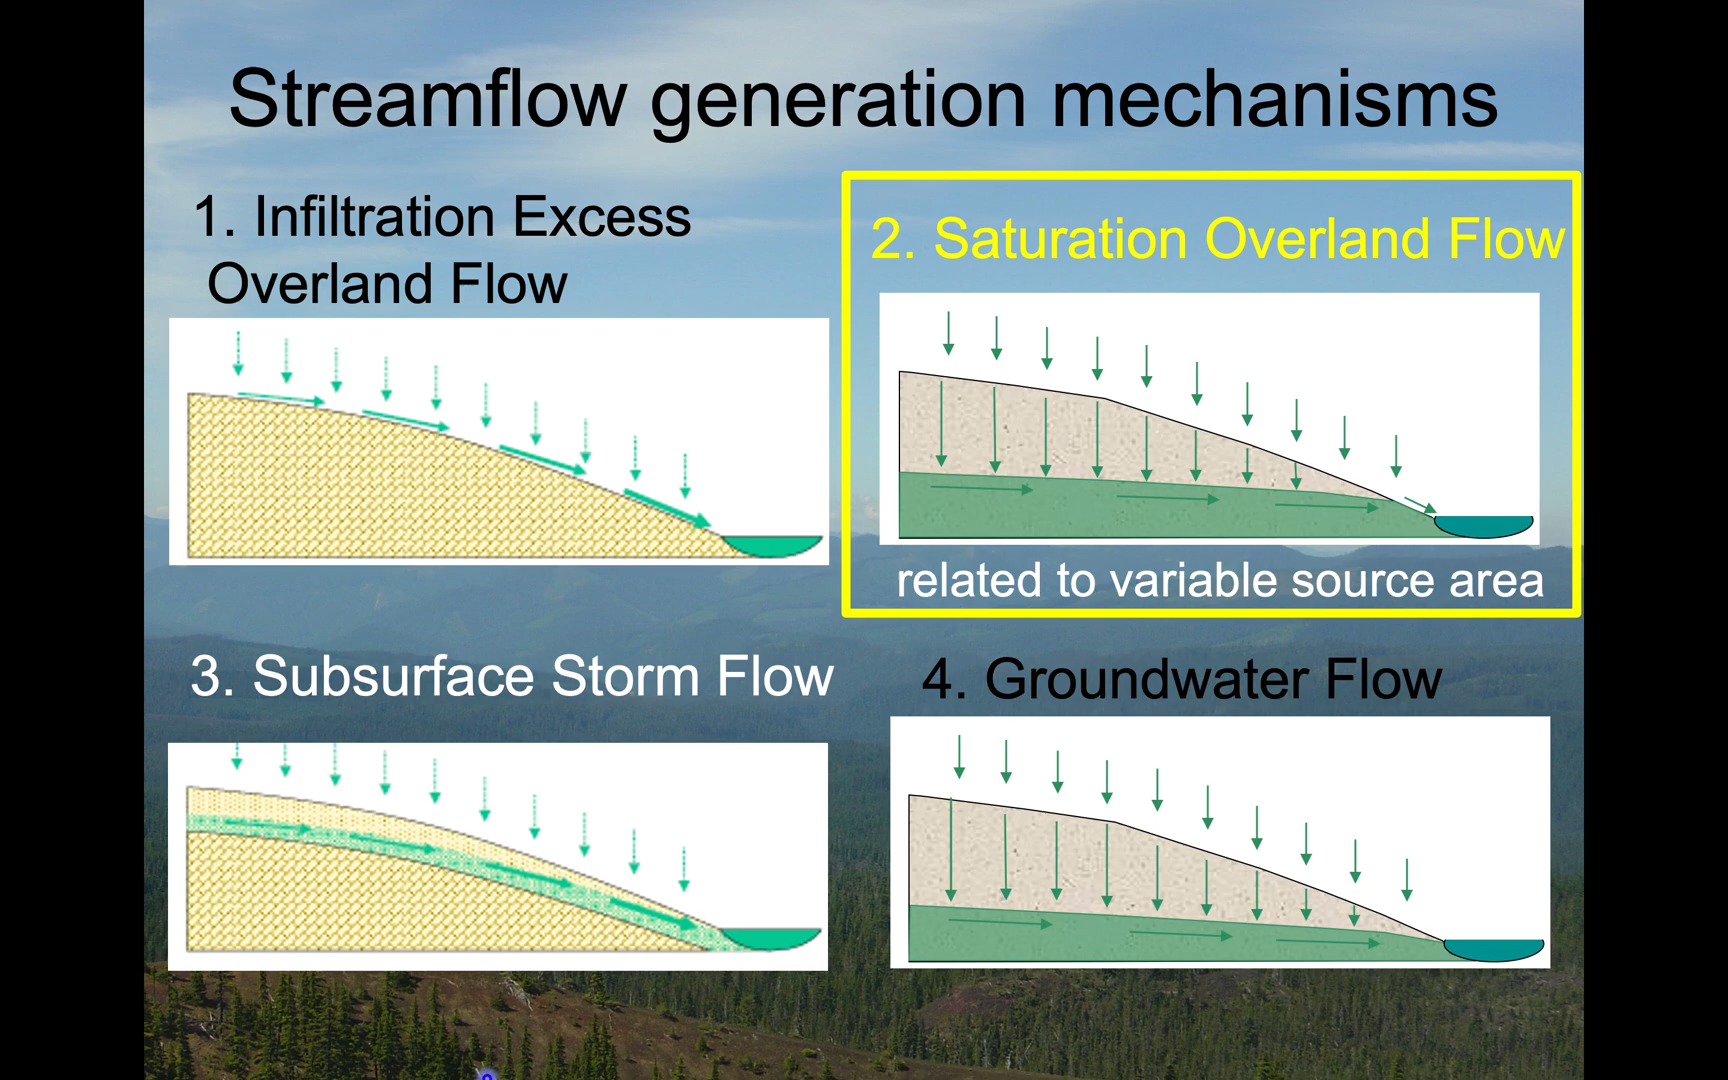 Streamflow generation mechanisms
1. Infiltration Excess
Overland Flow
2. Saturation Overland Flow
related to variable source area
3. Subsurface Storm Flow
4. Groundwater Flow